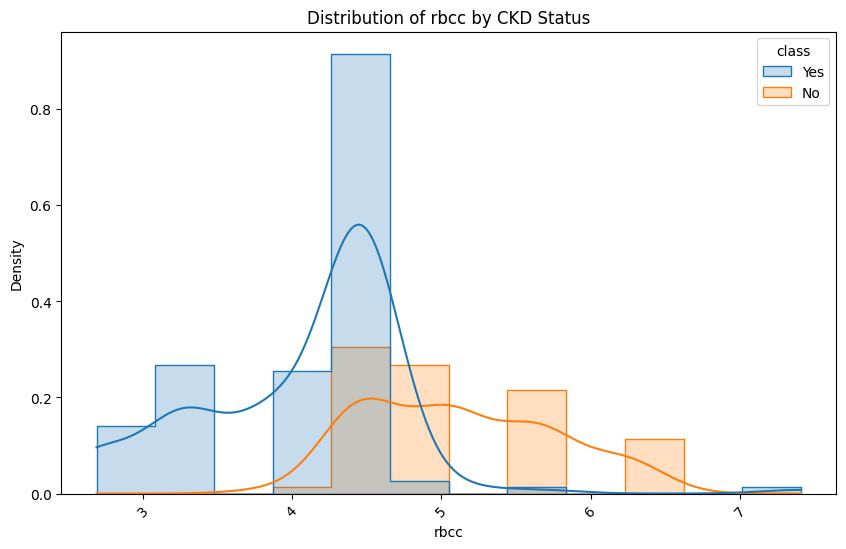 Distribution of rbcc by CKD Status
class
Yes
No
Density
0.8
0.6
0.4
0.2
0.0
3
4
5
6
7
rbcc